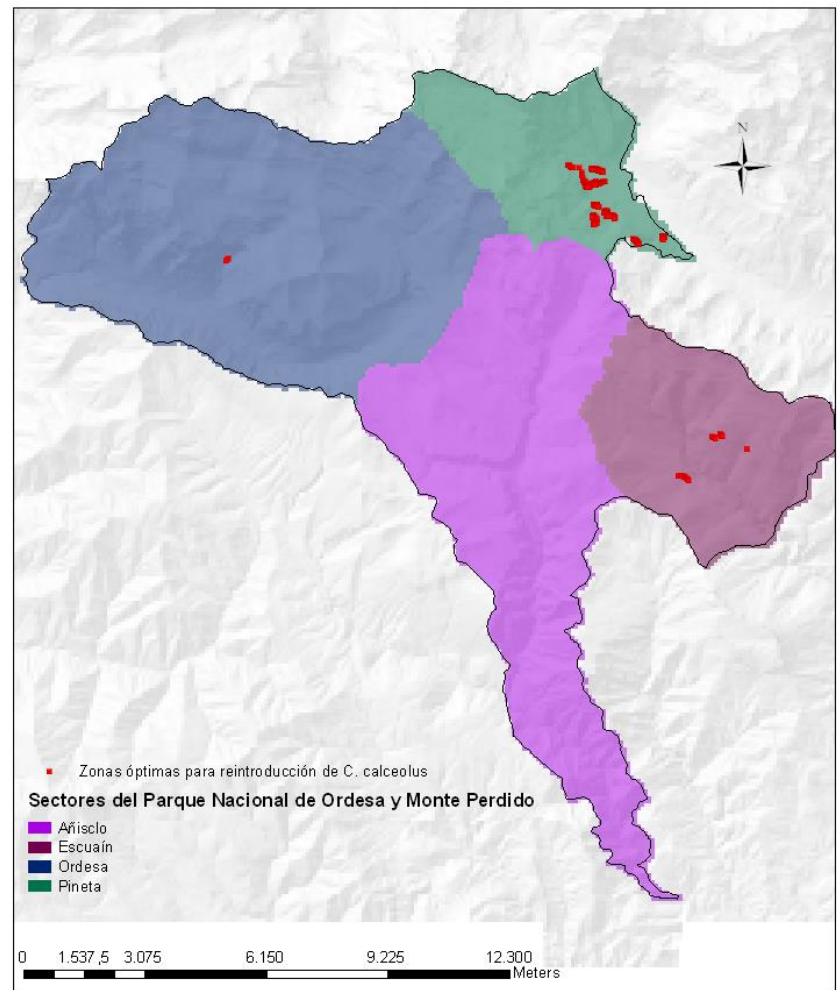 N
Zonas óptimas para reintroducción de C. calceolus
Sectores del Parque Nacional de Ordesa y Monte Perdido
Añisclo
Escuaín
Ordesa
Pineta
0 1.537,5 3.075 6.150 9.225 12.300
Meters